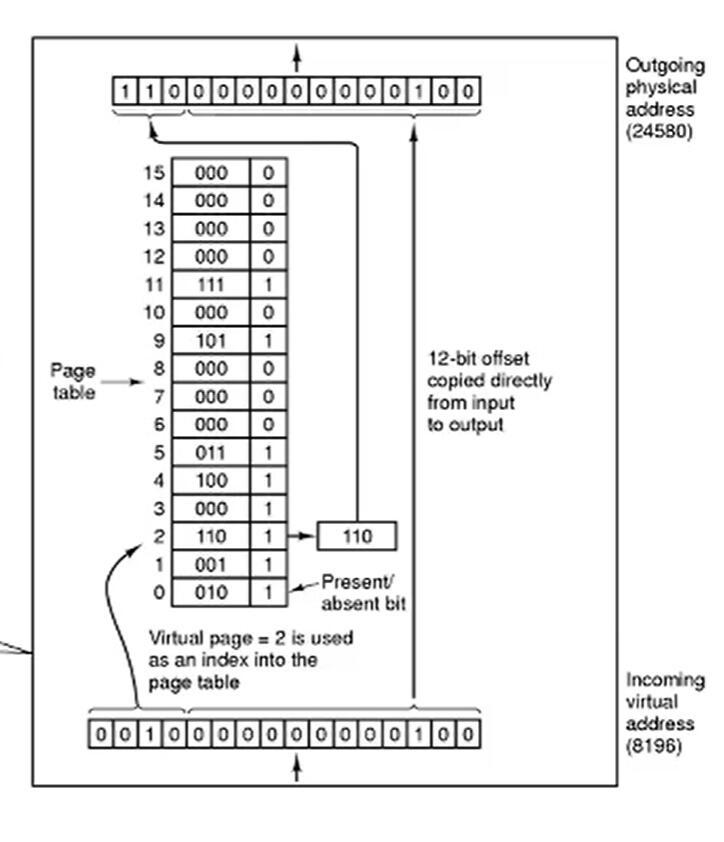 Outgoing
physical
address
(24580)
1 1 0 0 0 0 0 0 0 0 0 0 1 0 0
15 000 0
14 000 0
13 000 0
12 000 0
11 111 1
10 000 0
9 101 1
8 000 0
7 000 0
6 000 0
5 011 1
4 100 1
3 000 1
2 110 1
1 001 1
0 010 1
Page
table
110
12-bit offset
copied directly
from input
to output
Present/
absent bit
Virtual page = 2 is used
as an index into the
page table
0 0 1 0 0 0 0 0 0 0 0 0 0 1 0 0
Incoming
virtual
address
(8196)